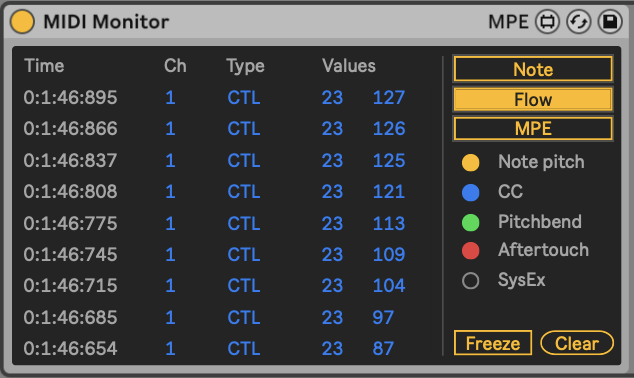 MIDI Monitor MPE
Time Ch Type Values
0:1:46:895 1 CTL 23 127
0:1:46:866 1 CTL 23 126
0:1:46:837 1 CTL 23 125
0:1:46:808 1 CTL 23 121
0:1:46:775 1 CTL 23 113
0:1:46:745 1 CTL 23 109
0:1:46:715 1 CTL 23 104
0:1:46:685 1 CTL 23 97
0:1:46:654 1 CTL 23 87
Note
Flow
MPE
Note pitch
CC
Pitchbend
Aftertouch
SysEx
Freeze Clear